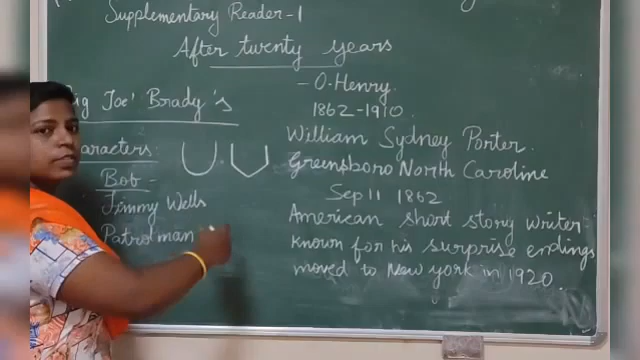 Supplementary Reader-1
After twenty years
- O-Henry
1862-1910.
Joe' Brady's
Bob -
Jimmy Wells
Patrolman
William Sydney Porter.
Greensboro North Caroline
Sep 11 1862
American short story writer
known for his surprise endings
moved to New york in 1920.